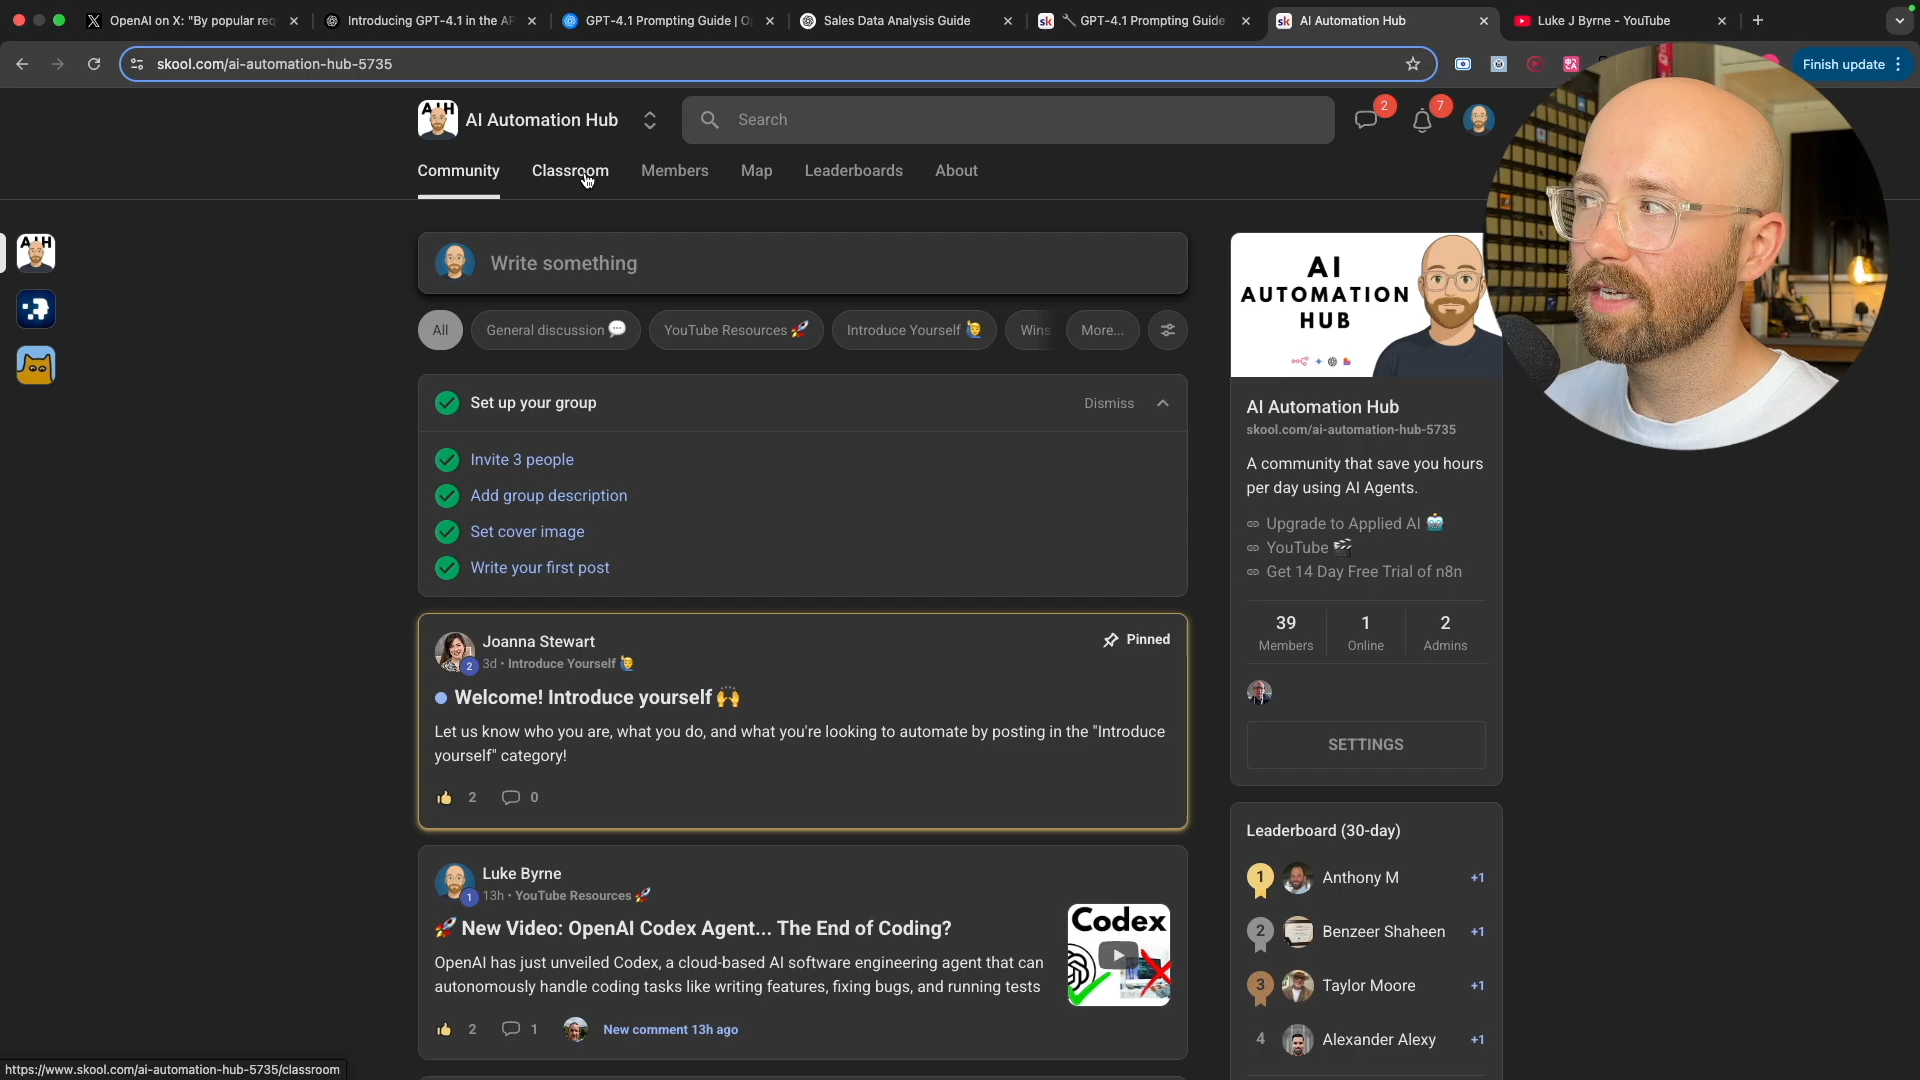 OpenAI on X: "By popular req
Introducing GPT-4.1 in the AP
GPT-4.1 Prompting Guide | O
Sales Data Analysis Guide
sk
GPT-4.1 Prompting Guide
sk
AI Automation Hub
Luke J Byrne - YouTube
skool.com/ai-automation-hub-5735
Finish update
AI Automation Hub
Search
2
7
Community
Classroom
Members
Map
Leaderboards
About
Write something
All
General discussion 💬
YouTube Resources 🚀
Introduce Yourself 🙋
Wins
More...
Set up your group
Dismiss
Invite 3 people
Add group description
Set cover image
Write your first post
Joanna Stewart
Pinned
2
3d • Introduce Yourself 🙋
Welcome! Introduce yourself 🙌
Let us know who you are, what you do, and what you're looking to automate by posting in the "Introduce
yourself" category!
2
0
Luke Byrne
1
13h • YouTube Resources 🚀
🚀 New Video: OpenAI Codex Agent... The End of Coding?
OpenAI has just unveiled Codex, a cloud-based AI software engineering agent that can
autonomously handle coding tasks like writing features, fixing bugs, and running tests
Codex
2
1
New comment 13h ago
AI
AUTOMATION
HUB
AI Automation Hub
skool.com/ai-automation-hub-5735
A community that save you hours
per day using AI Agents.
Upgrade to Applied AI 🤖
YouTube 🎬
Get 14 Day Free Trial of n8n
39
Members
1
Online
2
Admins
SETTINGS
Leaderboard (30-day)
1
Anthony M
+1
2
Benzeer Shaheen
+1
3
Taylor Moore
+1
4
Alexander Alexy
+1
https://www.skool.com/ai-automation-hub-5735/classroom